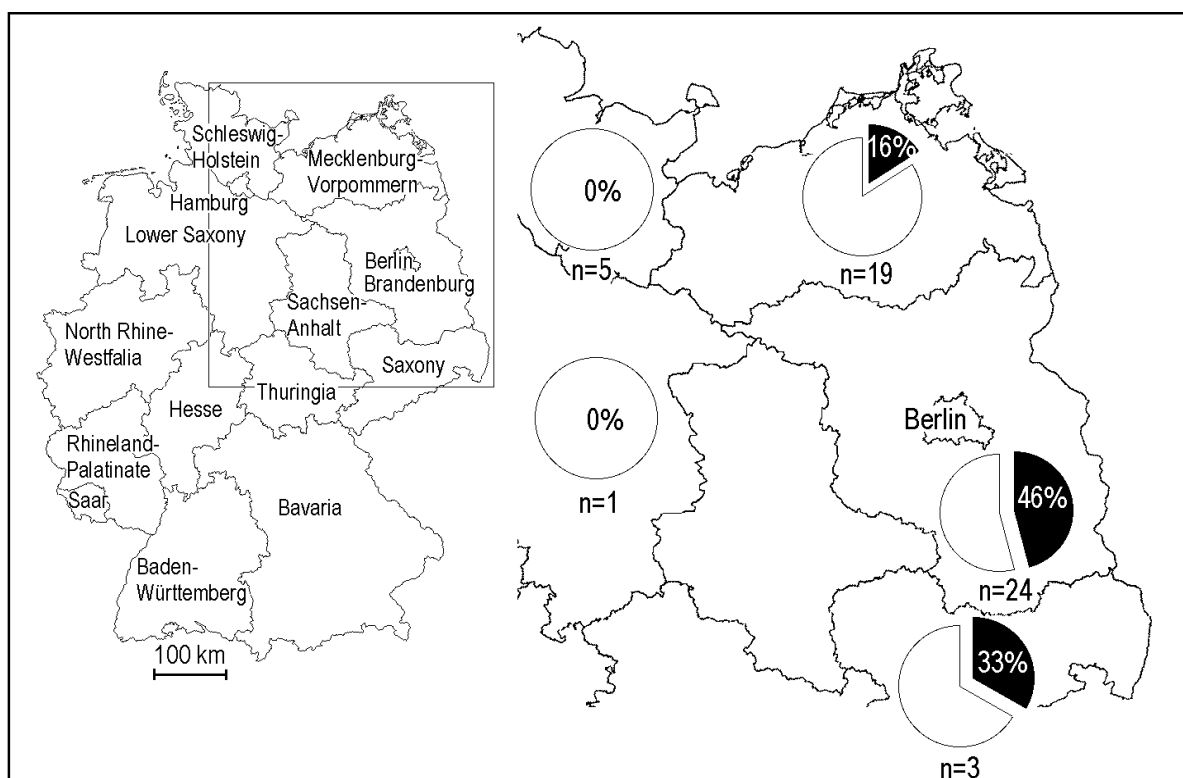 Schleswig-
Holstein
Mecklenburg-
Vorpommern
Hamburg
Lower Saxony
Berlin
Brandenburg
Sachsen-
Anhalt
North Rhine-
Westfalia
Saxony
Thuringia
Hesse
Rhineland-
Palatinate
Saar
Bavaria
Baden-
Württemberg
100 km
0%
n=5
16%
n=19
0%
n=1
Berlin
46%
n=24
33%
n=3